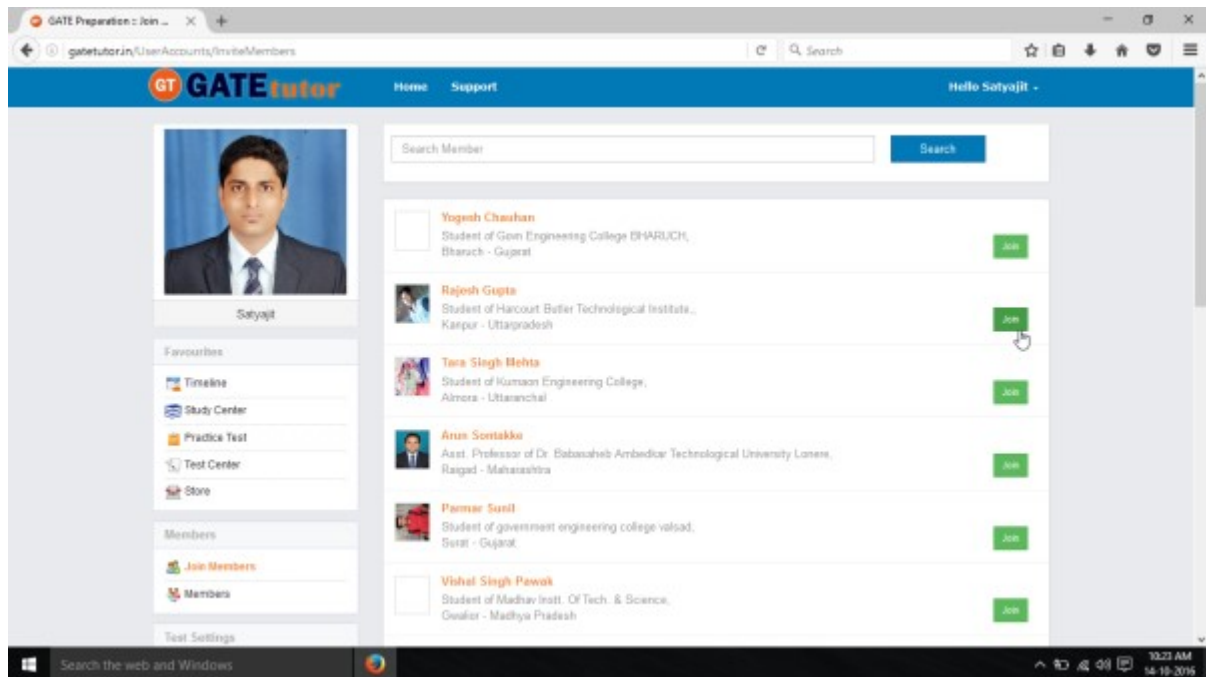 GATE Preparation :: Join ...
gatetutor.in/UserAccounts/InviteMembers
Search
GT GATEtutor
Home
Support
Hello Satyajit
Search Member
Search
Satyajit
Favourites
Timeline
Study Center
Practice Test
Test Center
Store
Members
Join Members
Members
Test Settings
Yogesh Chauhan
Student of Govn Engineering College BHARUCH,
Bharuch - Gujarat
Join
Rajesh Gupta
Student of Harcourt Butler Technological Institute,,
Kanpur - Uttarpradesh
Join
Tara Singh Mehta
Student of Kumaon Engineering College,
Almora - Uttaranchal
Join
Arun Sontakke
Asst. Professor of Dr. Babasaheb Ambedkar Technological University Lonere,
Raigad - Maharashtra
Join
Parmar Sunil
Student of government engineering college valsad,
Surat - Gujarat
Join
Vishal Singh Pawak
Student of Madhav Instt. Of Tech. & Science,
Gwalior - Madhya Pradesh
Join
Search the web and Windows
10:23 AM
14-10-2016